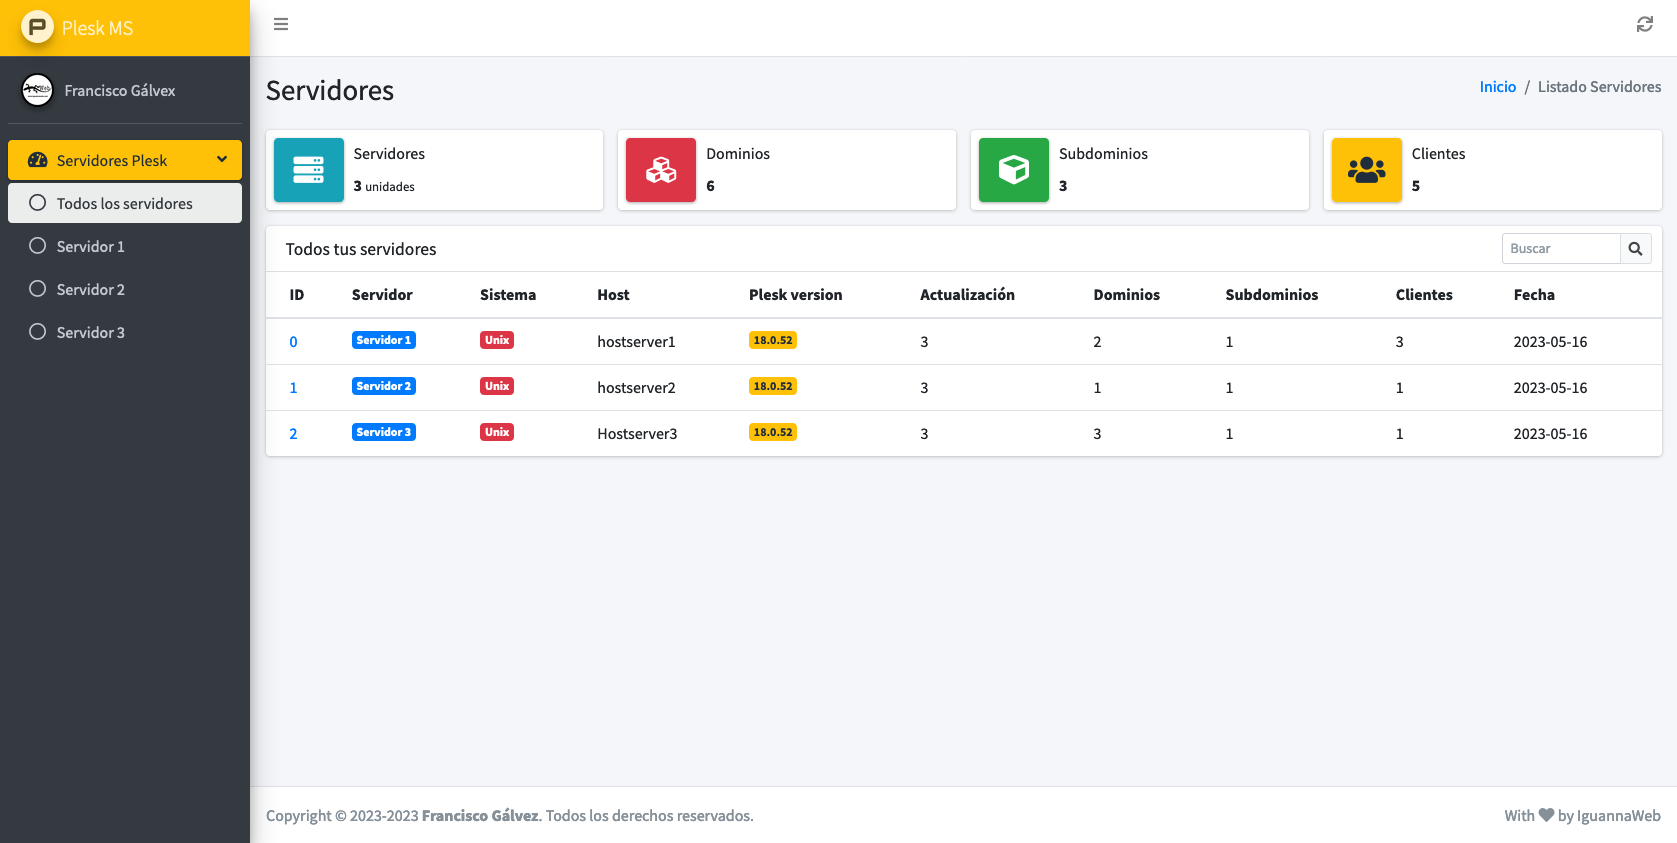 Plesk MS
Francisco Gálvex
Servidores Plesk
Todos los servidores
Servidor 1
Servidor 2
Servidor 3
Servidores
Inicio / Listado Servidores
Servidores
3 unidades
Dominios
6
Subdominios
3
Clientes
5
Todos tus servidores
Buscar
ID Servidor Sistema Host Plesk version Actualización Dominios Subdominios Clientes Fecha
0 Servidor 1 Unix hostserver1 18.0.52 3 2 1 3 2023-05-16
1 Servidor 2 Unix hostserver2 18.0.52 3 1 1 1 2023-05-16
2 Servidor 3 Unix Hostserver3 18.0.52 3 3 1 1 2023-05-16
Copyright © 2023-2023 Francisco Gálvez. Todos los derechos reservados.
With ♥ by IguannaWeb